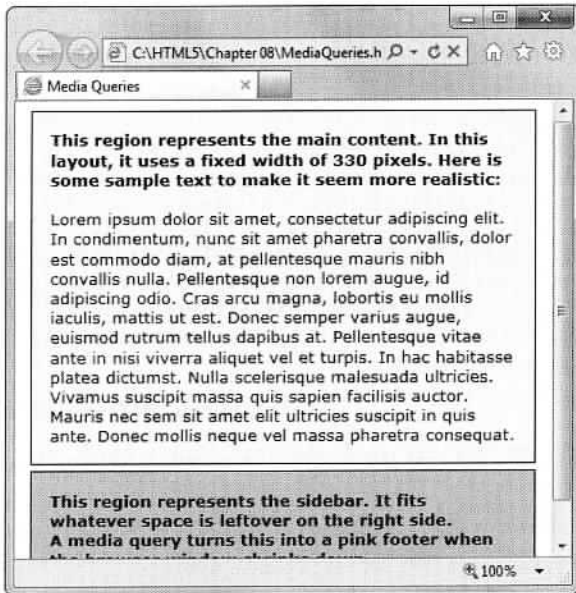 C:\HTML5\Chapter 08\MediaQueries.h
Media Queries
This region represents the main content. In this
layout, it uses a fixed width of 330 pixels. Here is
some sample text to make it seem more realistic:
Lorem ipsum dolor sit amet, consectetur adipiscing elit.
In condimentum, nunc sit amet pharetra convallis, dolor
est commodo diam, at pellentesque mauris nibh
convallis nulla. Pellentesque non lorem augue, id
adipiscing odio. Cras arcu magna, lobortis eu mollis
iaculis, mattis ut est. Donec semper varius augue,
euismod rutrum tellus dapibus at. Pellentesque vitae
ante in nisi viverra aliquet vel et turpis. In hac habitasse
platea dictumst. Nulla scelerisque malesuada ultricies.
Vivamus suscipit massa quis sapien facilisis auctor.
Mauris nec sem sit amet elit ultricies suscipit in quis
ante. Donec mollis neque vel massa pharetra consequat.
This region represents the sidebar. It fits
whatever space is leftover on the right side.
A media query turns this into a pink footer when
the browser window shrinks down.
100%